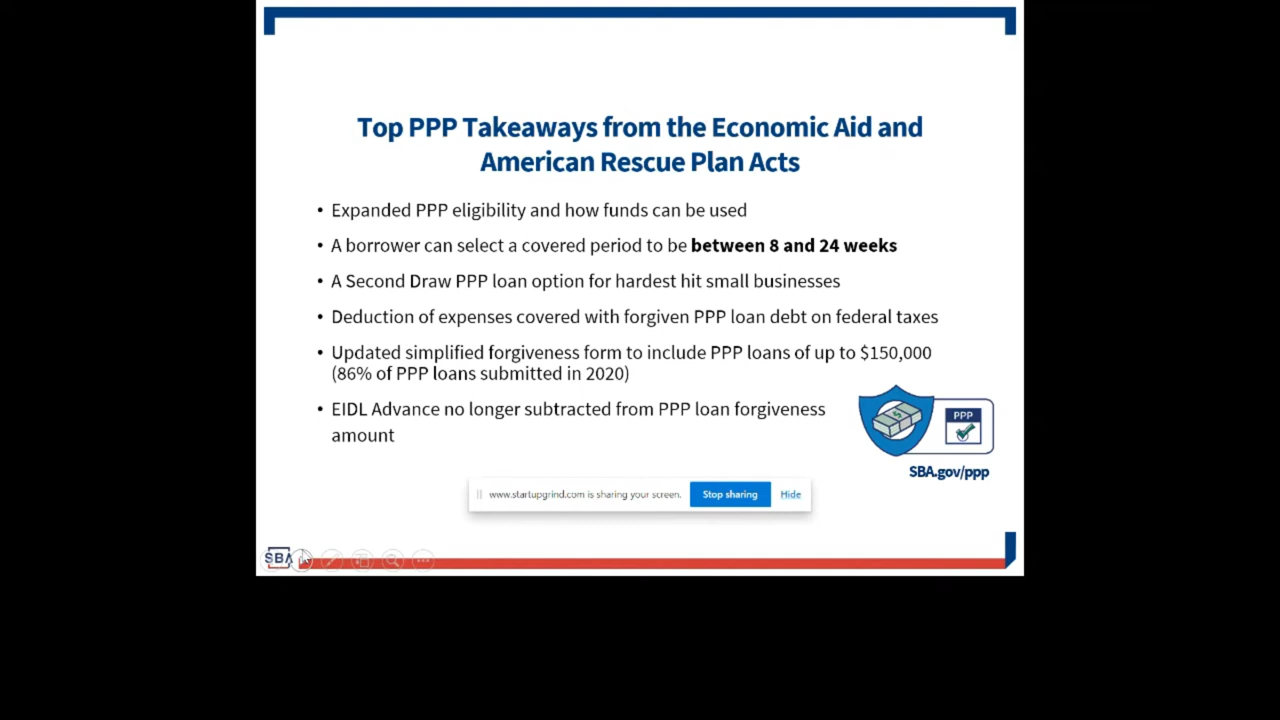 Top PPP Takeaways from the Economic Aid and
American Rescue Plan Acts
• Expanded PPP eligibility and how funds can be used
• A borrower can select a covered period to be between 8 and 24 weeks
• A Second Draw PPP loan option for hardest hit small businesses
• Deduction of expenses covered with forgiven PPP loan debt on federal taxes
• Updated simplified forgiveness form to include PPP loans of up to $150,000
(86% of PPP loans submitted in 2020)
• EIDL Advance no longer subtracted from PPP loan forgiveness
amount
$
PPP
SBA.gov/ppp
www.startupgrind.com is sharing your screen.
Stop sharing
Hide
SBA